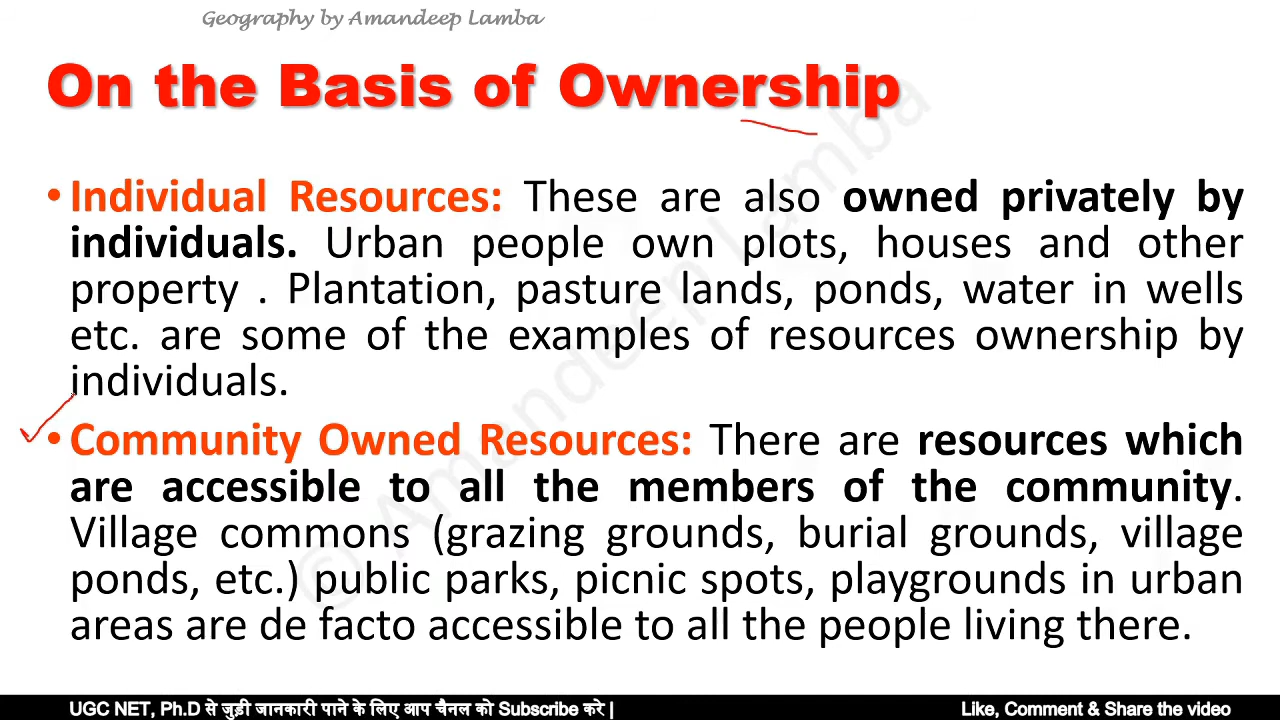 Geography by Amandeep Lamba
On the Basis of Ownership
• Individual Resources: These are also owned privately by
individuals. Urban people own plots, houses and other
property . Plantation, pasture lands, ponds, water in wells
etc. are some of the examples of resources ownership by
individuals.
• Community Owned Resources: There are resources which
are accessible to all the members of the community.
Village commons (grazing grounds, burial grounds, village
ponds, etc.) public parks, picnic spots, playgrounds in urban
areas are de facto accessible to all the people living there.
© Amandeep Lamba
UGC NET, Ph.D से जुड़ी जानकारी पाने के लिए आप चैनल को Subscribe करे |
Like, Comment & Share the video